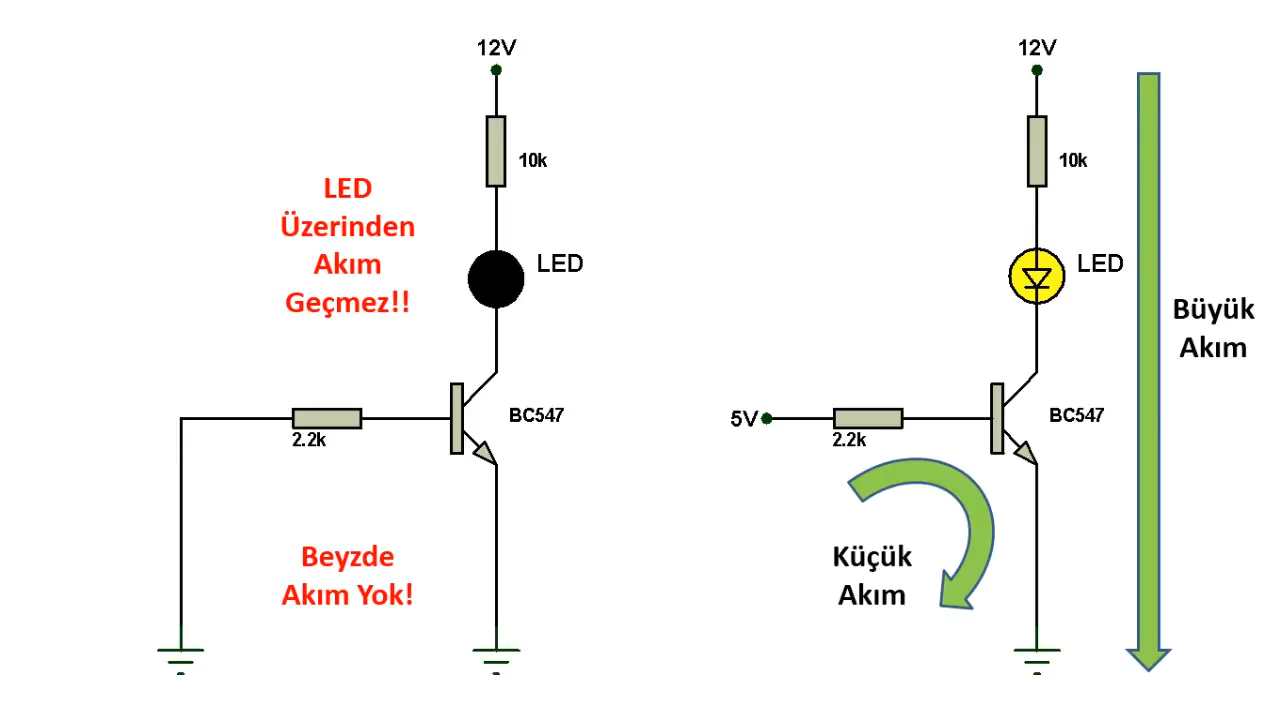 12V
10k
LED
Üzerinden
Akım
Geçmez!!
LED
BC547
2.2k
Beyzde
Akım Yok!
12V
10k
LED
Büyük
Akım
5V
2.2k
BC547
Küçük
Akım